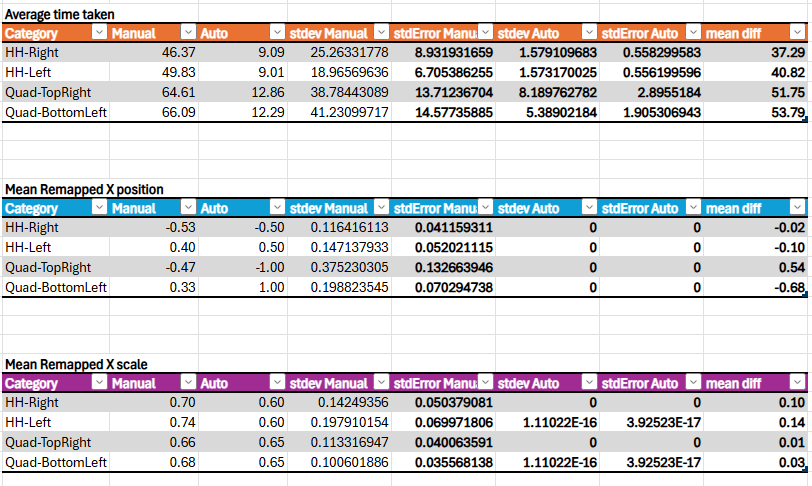 Average time taken
Category Manual Auto stdev Manual stdError Manu stdev Auto stdError Auto mean diff
HH-Right 46.37 9.09 25.26331778 8.931931659 1.579109683 0.558299583 37.29
HH-Left 49.83 9.01 18.96569636 6.705386255 1.573170025 0.556199596 40.82
Quad-TopRight 64.61 12.86 38.78443089 13.71236704 8.189762782 2.8955184 51.75
Quad-BottomLeft 66.09 12.29 41.23099717 14.57735885 5.38902184 1.905306943 53.79
Mean Remapped X position
Category Manual Auto stdev Manual stdError Manu stdev Auto stdError Auto mean diff
HH-Right -0.53 -0.50 0.116416113 0.041159311 0 0 -0.02
HH-Left 0.40 0.50 0.147137933 0.052021115 0 0 -0.10
Quad-TopRight -0.47 -1.00 0.375230305 0.132663946 0 0 0.54
Quad-BottomLeft 0.33 1.00 0.198823545 0.070294738 0 0 -0.68
Mean Remapped X scale
Category Manual Auto stdev Manual stdError Manu stdev Auto stdError Auto mean diff
HH-Right 0.70 0.60 0.14249356 0.050379081 0 0 0.10
HH-Left 0.74 0.60 0.197910154 0.069971806 1.11022E-16 3.92523E-17 0.14
Quad-TopRight 0.66 0.65 0.113316947 0.040063591 0 0 0.01
Quad-BottomLeft 0.68 0.65 0.100601886 0.035568138 1.11022E-16 3.92523E-17 0.03